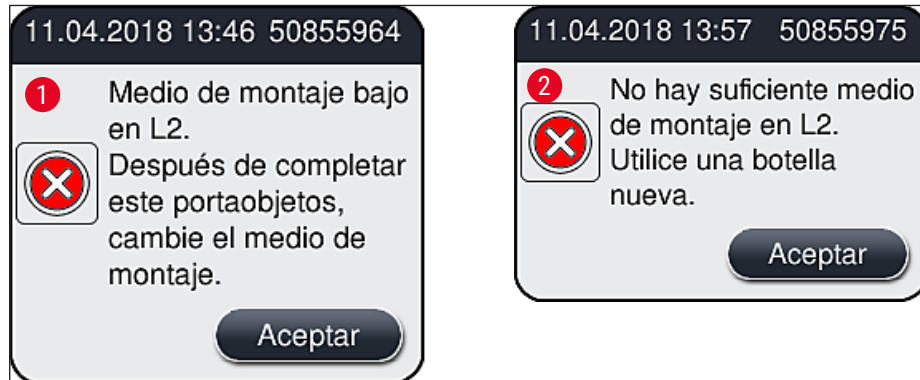 11.04.2018 13:46 50855964
1
Medio de montaje bajo
en L2.
Después de completar
este portaobjetos,
cambie el medio de
montaje.
Aceptar
11.04.2018 13:57 50855975
2
No hay suficiente medio
de montaje en L2.
Utilice una botella
nueva.
Aceptar